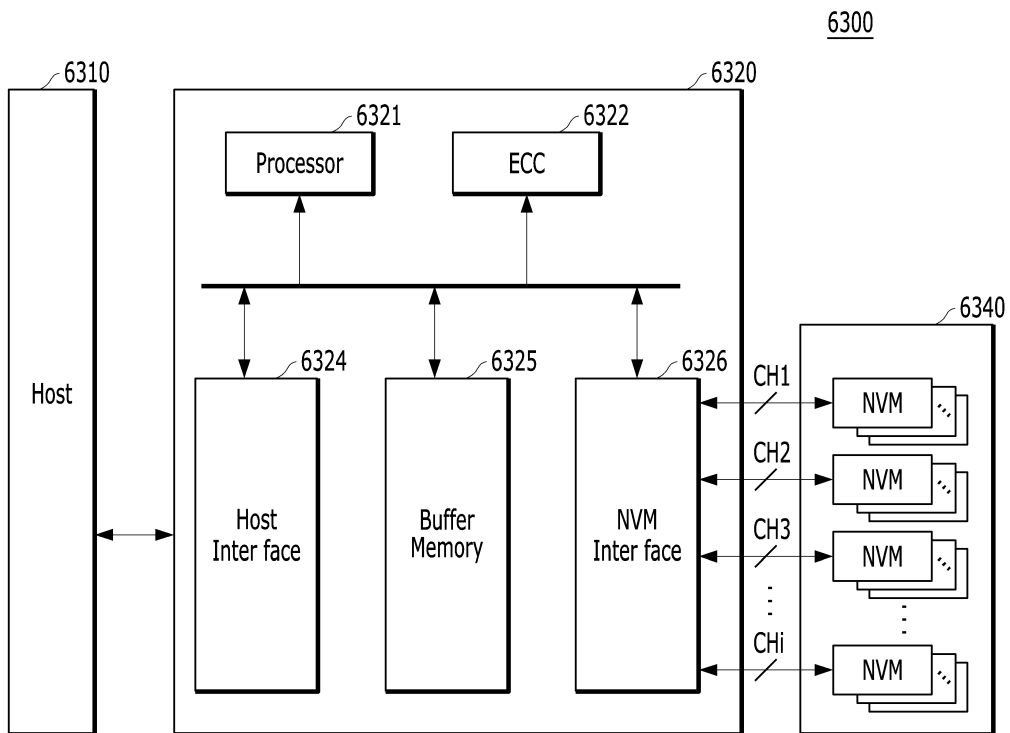 6300
6310
6320
6321
6322
Processor
ECC
6340
6324
6325
6326
Host
Host
Inter face
Buffer
Memory
NVM
Inter face
CH1
NVM
CH2
NVM
CH3
NVM
CHi
NVM